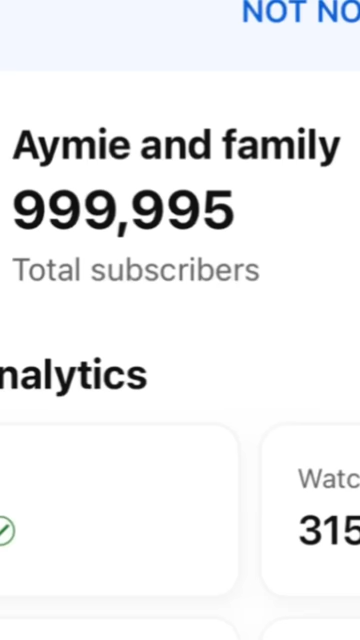 NOT NO
Aymie and family
999,995
Total subscribers
nalytics
Watc
315